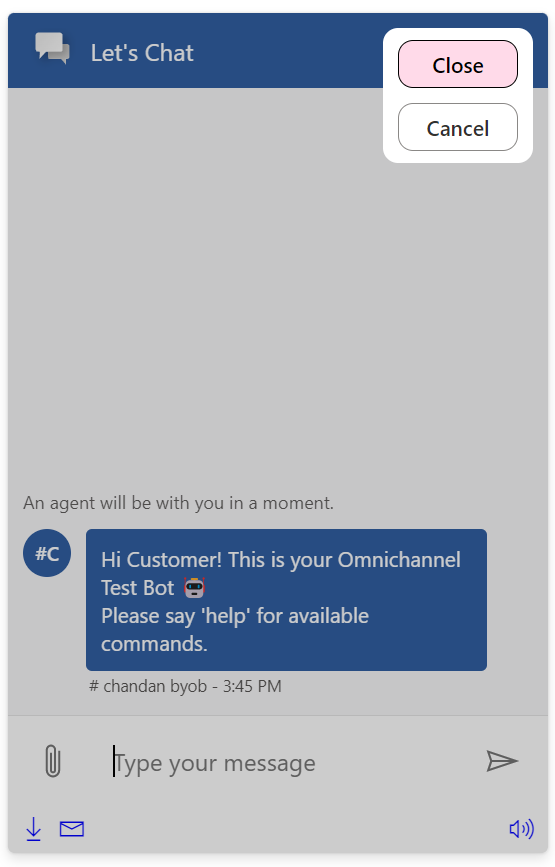 Let's Chat
Close
Cancel
An agent will be with you in a moment.
#C
Hi Customer! This is your Omnichannel
Test Bot 🤖
Please say 'help' for available
commands.
# chandan byob - 3:45 PM
Type your message